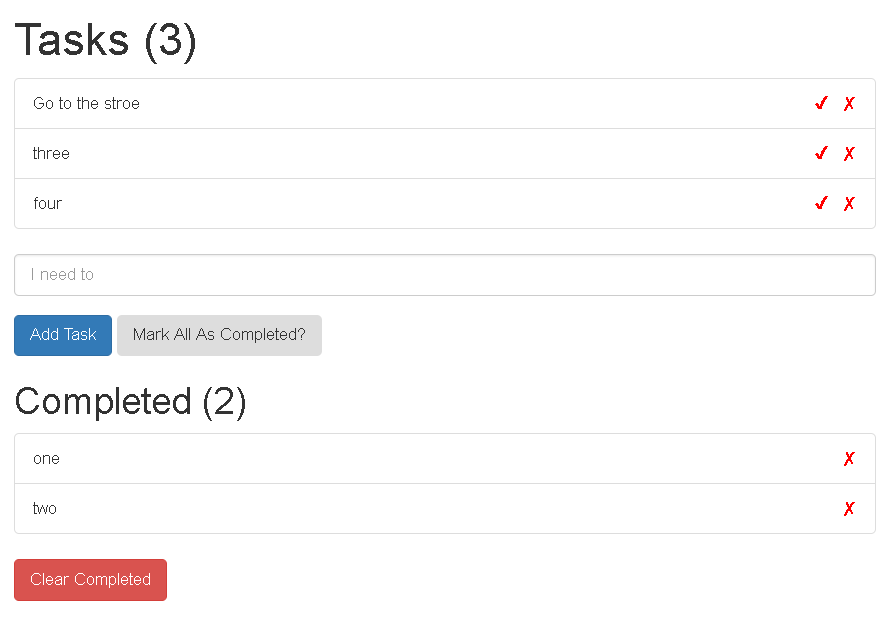 Tasks (3)
Go to the stroe ✔ ✘
three ✔ ✘
four ✔ ✘
I need to
Add Task Mark All As Completed?
Completed (2)
one ✘
two ✘
Clear Completed